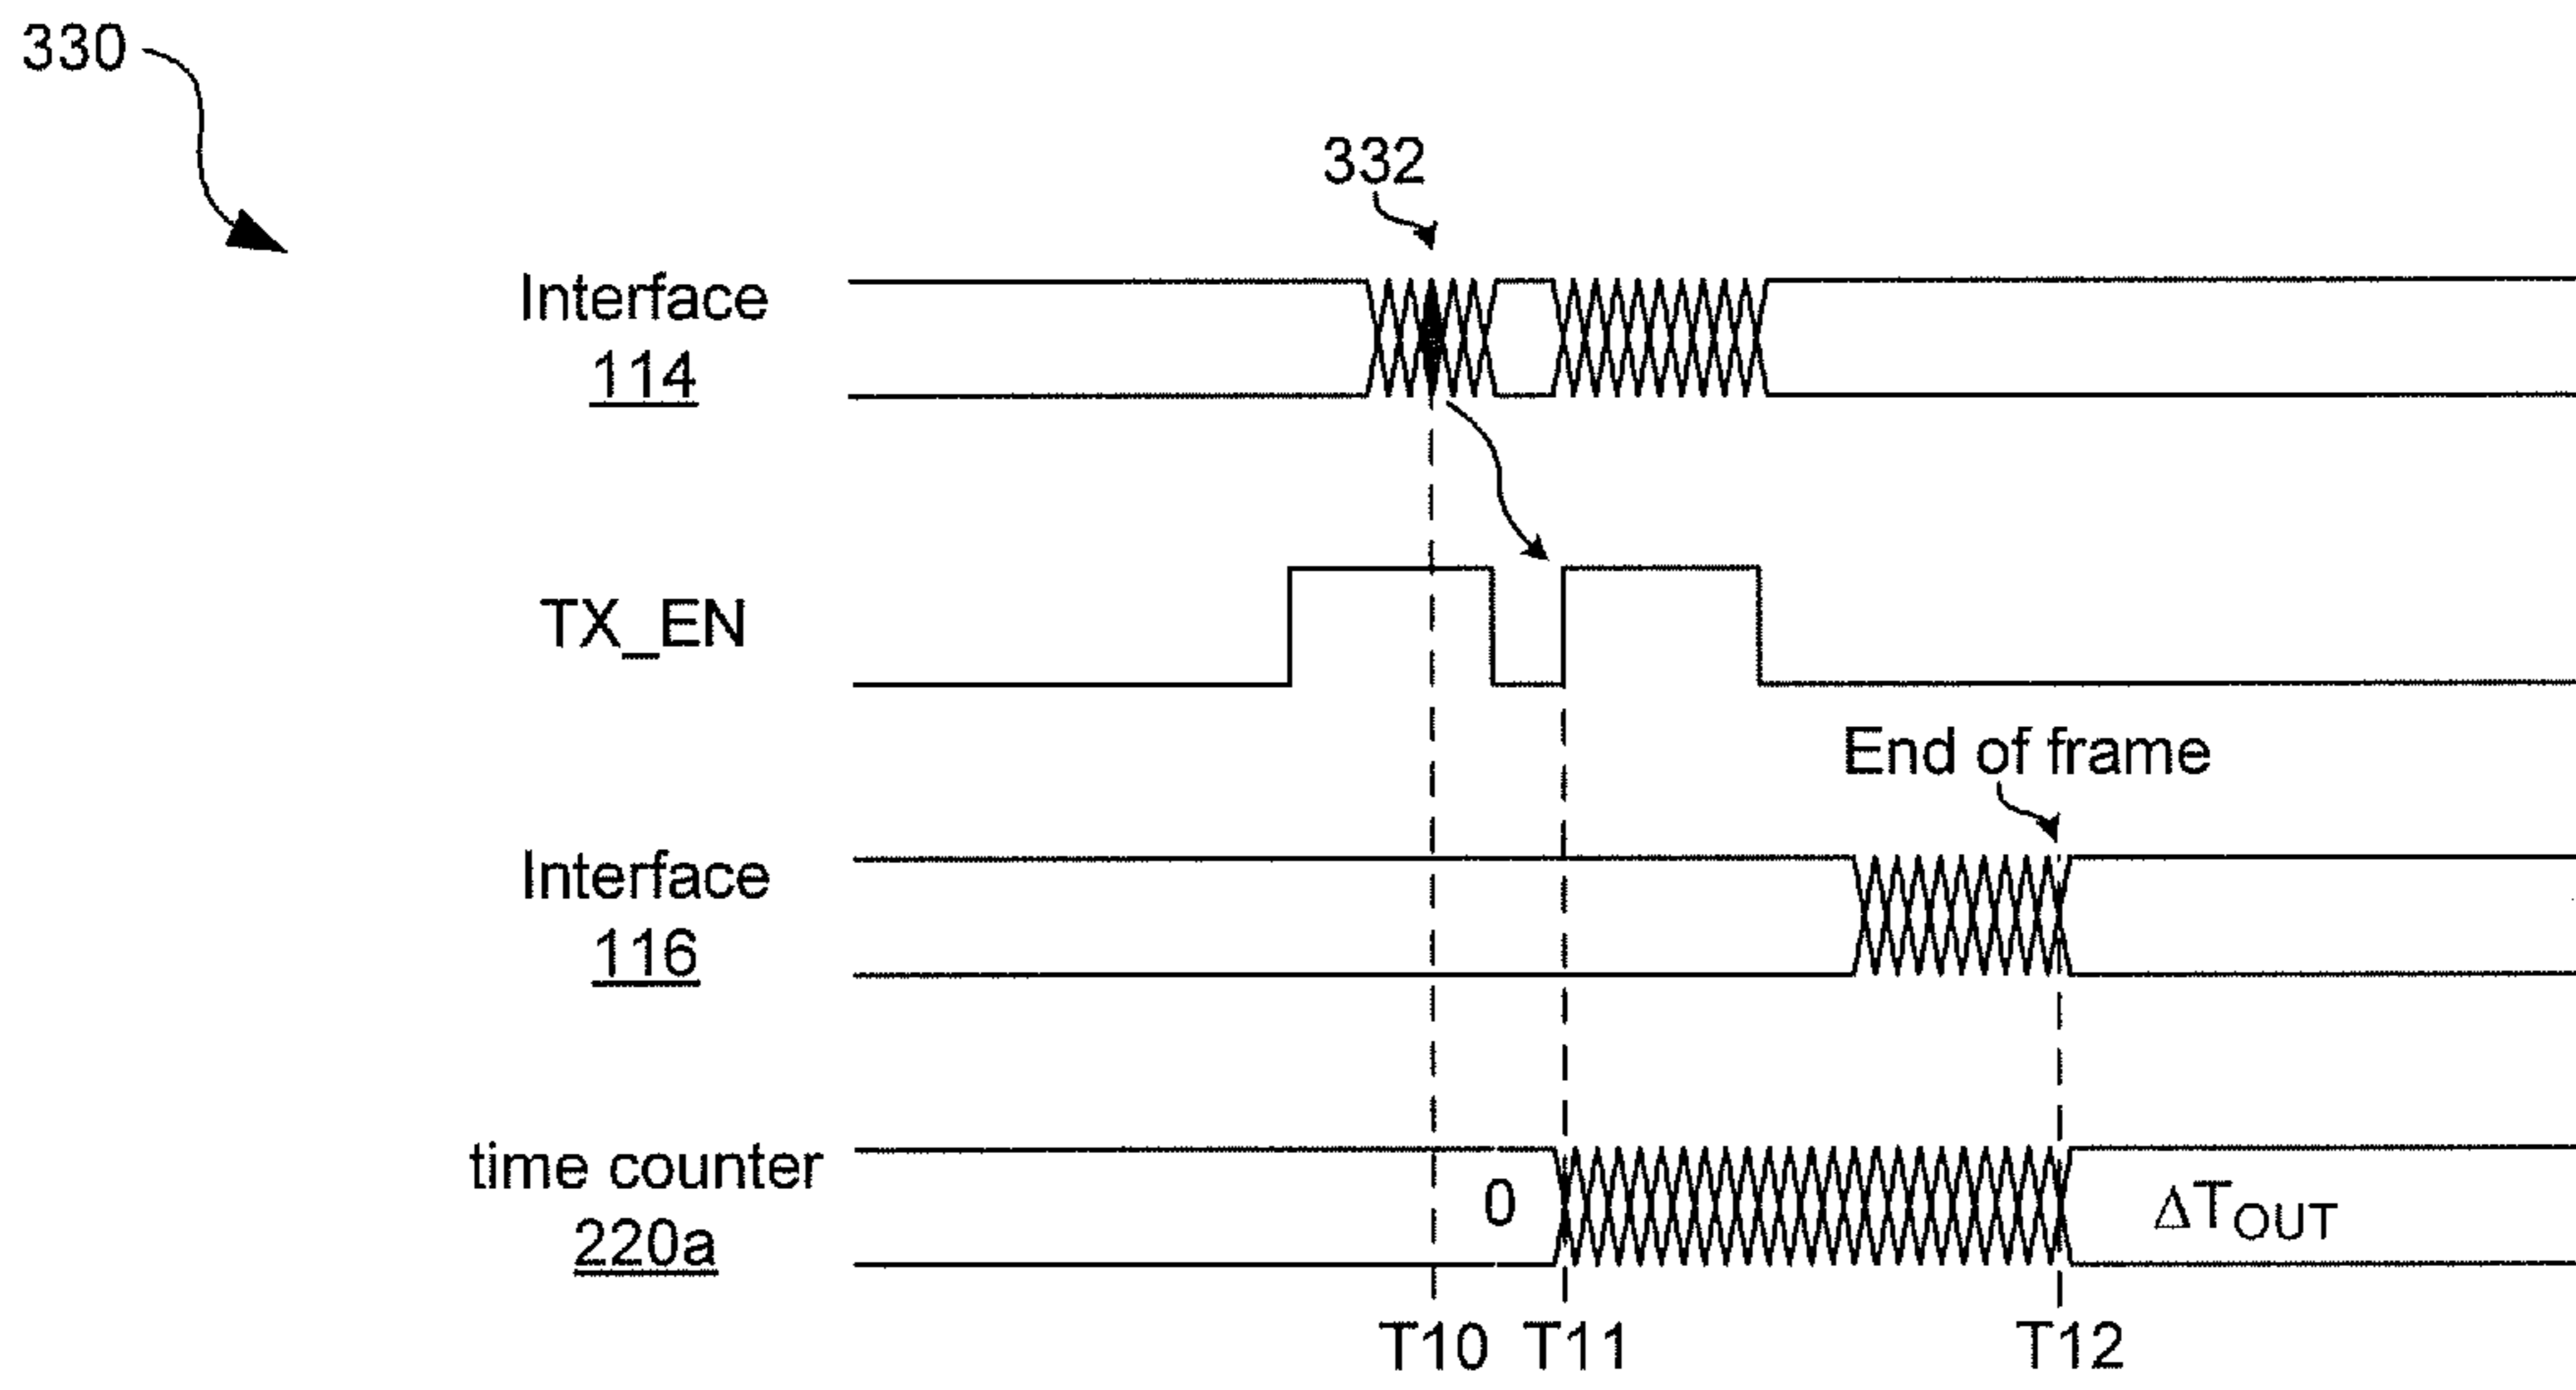 330
332
Interface
114
TX_EN
End of frame
Interface
116
time counter
220a
0
ΔTOUT
T10 T11 T12